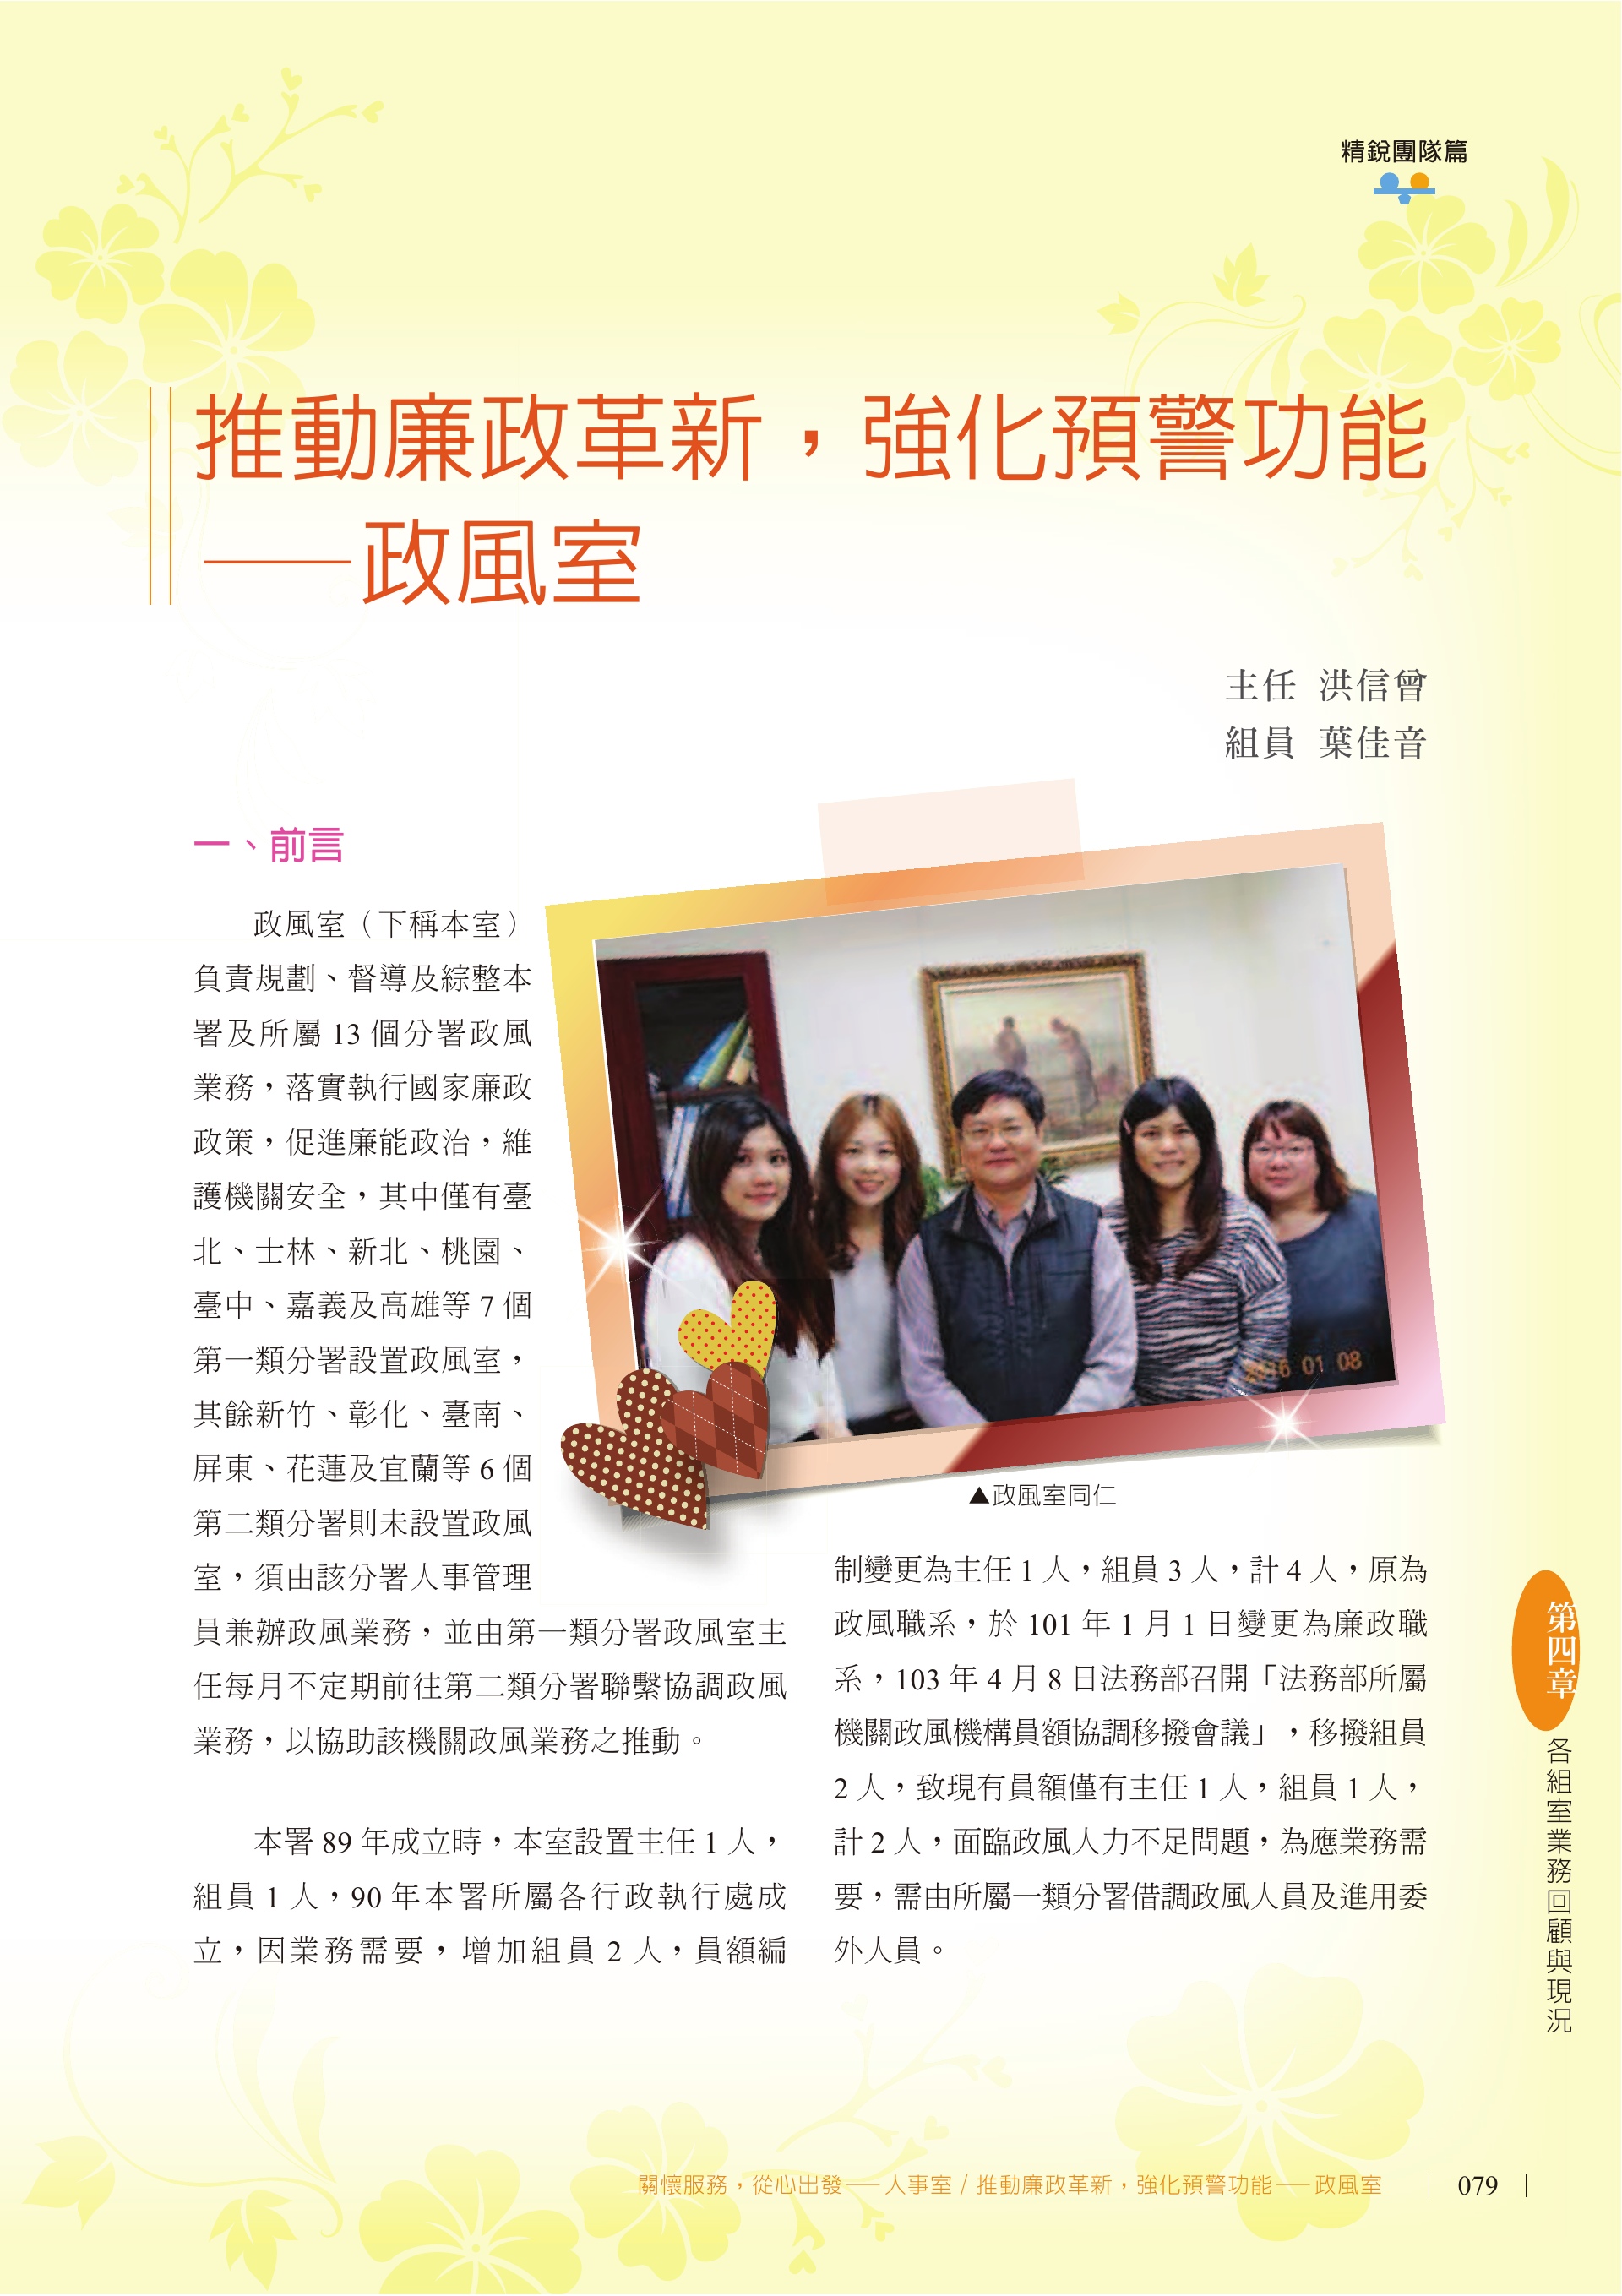 精銳團隊篇
推動廉政革新，強化預警功能
——政風室
主任 洪信曾
組員 葉佳音
一、前言
政風室（下稱本室）
負責規劃、督導及綜整本
署及所屬 13 個分署政風
業務，落實執行國家廉政
政策，促進廉能政治，維
護機關安全，其中僅有臺
北、士林、新北、桃園、
臺中、嘉義及高雄等 7 個
第一類分署設置政風室，
其餘新竹、彰化、臺南、
屏東、花蓮及宜蘭等 6 個
第二類分署則未設置政風
室，須由該分署人事管理
員兼辦政風業務，並由第一類分署政風室主
任每月不定期前往第二類分署聯繫協調政風
業務，以協助該機關政風業務之推動。
本署 89 年成立時，本室設置主任 1 人，
組員 1 人，90 年本署所屬各行政執行處成
立，因業務需要，增加組員 2 人，員額編
2016 01 08
▲政風室同仁
制變更為主任 1 人，組員 3 人，計 4 人，原為
政風職系，於 101 年 1 月 1 日變更為廉政職
系，103 年 4 月 8 日法務部召開「法務部所屬
機關政風機構員額協調移撥會議」，移撥組員
2 人，致現有員額僅有主任 1 人，組員 1 人，
計 2 人，面臨政風人力不足問題，為應業務需
要，需由所屬一類分署借調政風人員及進用委
外人員。
第四章
各組室業務回顧與現況
關懷服務，從心出發——人事室 / 推動廉政革新，強化預警功能——政風室 | 079 |